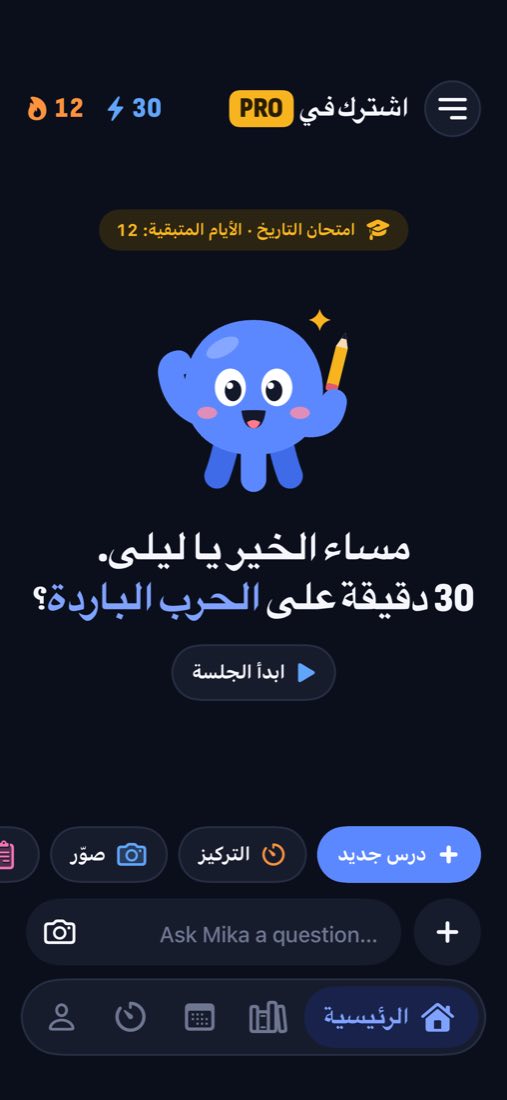 اشترك في PRO
30
12
امتحان التاريخ · الأيام المتبقية: 12
مساء الخير يا ليلى.
30 دقيقة على الحرب الباردة؟
ابدأ الجلسة
درس جديد
التركيز
صوّر
Ask Mika a question...
الرئيسية